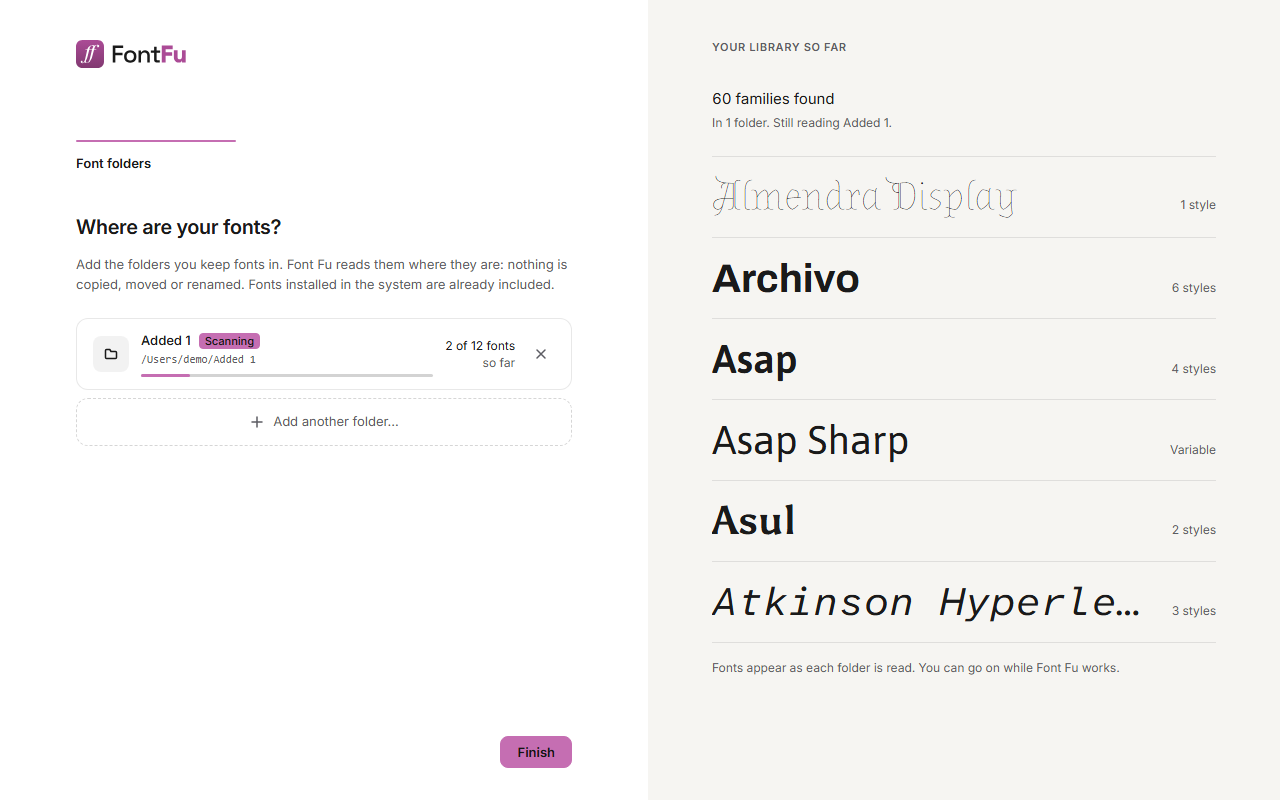 ff FontFu
Font folders
Where are your fonts?
Add the folders you keep fonts in. Font Fu reads them where they are: nothing is
copied, moved or renamed. Fonts installed in the system are already included.
Added 1 Scanning
/Users/demo/Added 1
2 of 12 fonts
so far
Add another folder...
Finish
YOUR LIBRARY SO FAR
60 families found
In 1 folder. Still reading Added 1.
Almendra Display 1 style
Archivo 6 styles
Asap 4 styles
Asap Sharp Variable
Asul 2 styles
Atkinson Hyperle… 3 styles
Fonts appear as each folder is read. You can go on while Font Fu works.